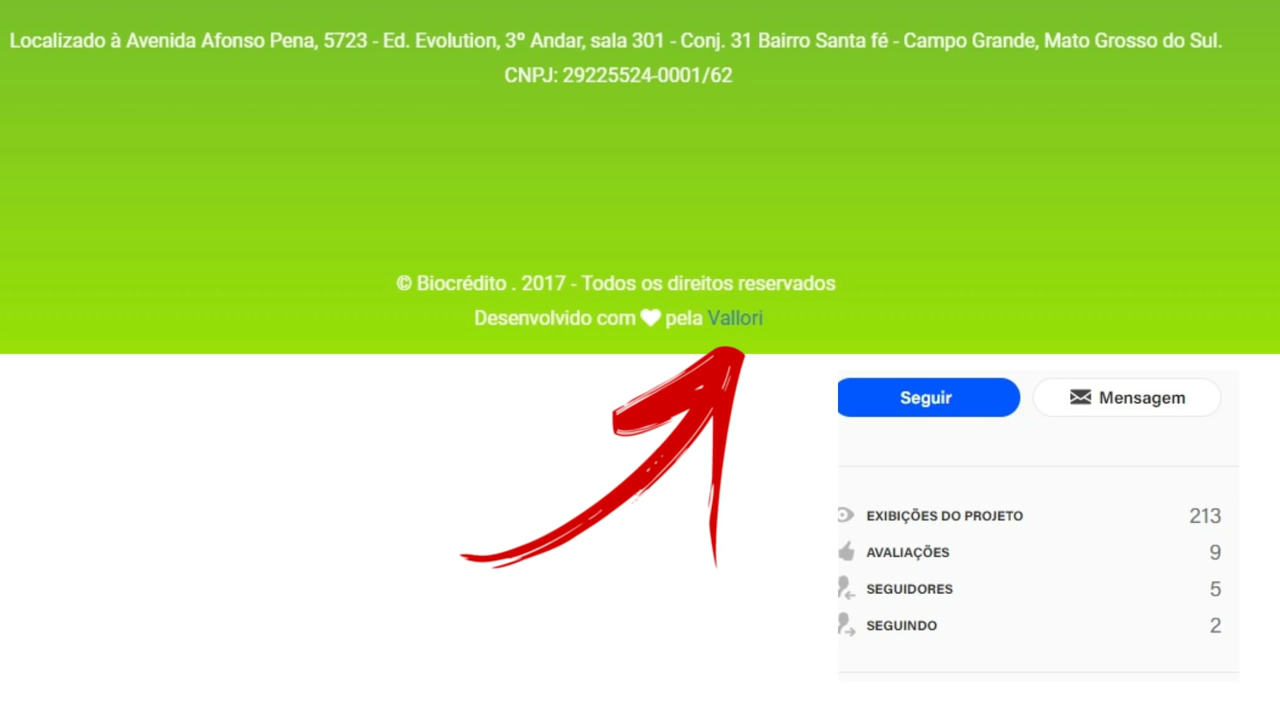 Localizado à Avenida Afonso Pena, 5723 - Ed. Evolution, 3º Andar, sala 301 - Conj. 31 Bairro Santa fé - Campo Grande, Mato Grosso do Sul.
CNPJ: 29225524-0001/62
© Biocrédito . 2017 - Todos os direitos reservados
Desenvolvido com ♥ pela Vallori
Seguir Mensagem
EXIBIÇÕES DO PROJETO 213
AVALIAÇÕES 9
SEGUIDORES 5
SEGUINDO 2